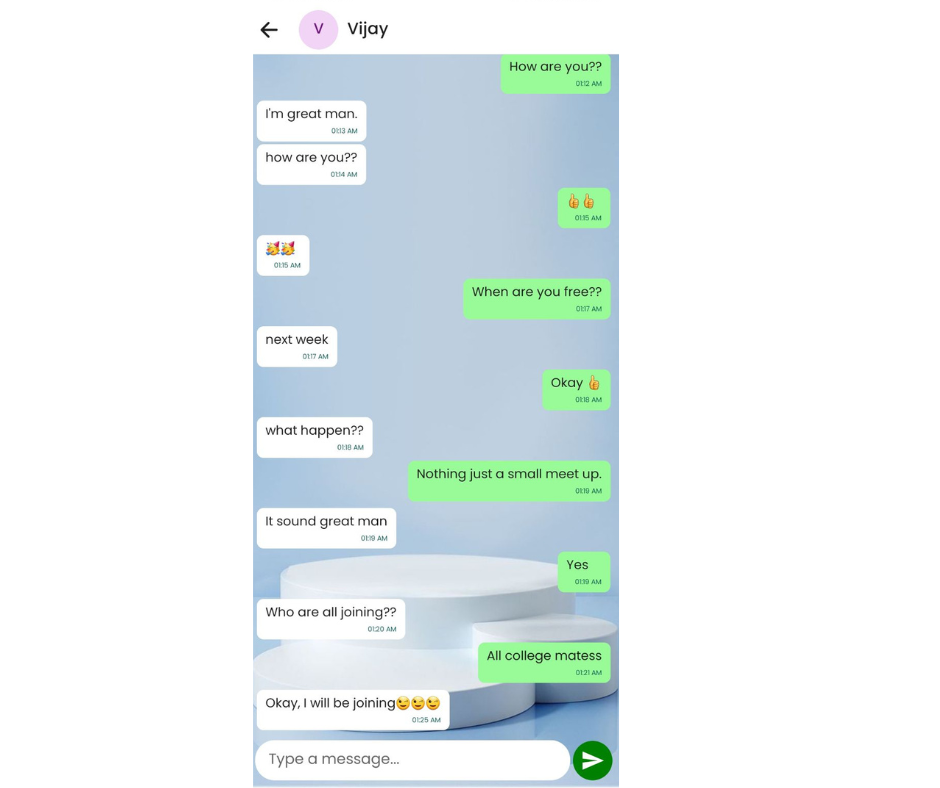 V Vijay
How are you??
01:12 AM
I'm great man.
01:13 AM
how are you??
01:14 AM
👍👍
01:15 AM
🥳🥳
01:15 AM
When are you free??
01:17 AM
next week
01:17 AM
Okay 👍
01:18 AM
what happen??
01:18 AM
Nothing just a small meet up.
01:19 AM
It sound great man
01:19 AM
Yes
01:19 AM
Who are all joining??
01:20 AM
All college matess
01:21 AM
Okay, I will be joining😉😉😉
01:25 AM
Type a message...